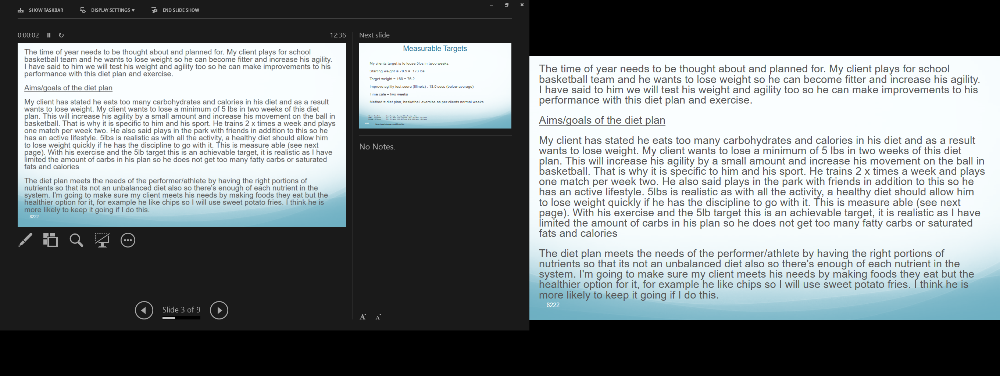 SHOW TASKBAR
DISPLAY SETTINGS
END SLIDE SHOW
0:00:02
12:36
The time of year needs to be thought about and planned for. My client plays for school
basketball team and he wants to lose weight so he can become fitter and increase his agility.
I have said to him we will test his weight and agility too so he can make improvements to his
performance with this diet plan and exercise.
Aims/goals of the diet plan
My client has stated he eats too many carbohydrates and calories in his diet and as a result
wants to lose weight. My client wants to lose a minimum of 5 lbs in two weeks of this diet
plan. This will increase his agility by a small amount and increase his movement on the ball in
basketball. That is why it is specific to him and his sport. He trains 2 x times a week and plays
one match per week two. He also said plays in the park with friends in addition to this so he
has an active lifestyle. 5lbs is realistic as with all the activity, a healthy diet should allow him
to lose weight quickly if he has the discipline to go with it. This is measure able (see next
page). With his exercise and the 5lb target this is an achievable target, it is realistic as I have
limited the amount of carbs in his plan so he does not get too many fatty carbs or saturated
fats and calories
The diet plan meets the needs of the performer/athlete by having the right portions of
nutrients so that its not an unbalanced diet also so there's enough of each nutrient in the
system. I'm going to make sure my client meets his needs by making foods they eat but the
healthier option for it, for example he like chips so I will use sweet potato fries. I think he is
more likely to keep it going if I do this.
8222
Slide 3 of 9
Next slide
Measurable Targets
My clients target is to loose 5lbs in twoo weeks.
Starting weight is 78.5 = 173 lbs
Target weight = 168 = 76.2
Improve agility test score (Illinois) : 18.5 secs (below average)
Time cale – two weeks
Method = diet plan, basketball exercise as per clients normal weeks
8222
No Notes.
A A
The time of year needs to be thought about and planned for. My client plays for school
basketball team and he wants to lose weight so he can become fitter and increase his agility.
I have said to him we will test his weight and agility too so he can make improvements to his
performance with this diet plan and exercise.
Aims/goals of the diet plan
My client has stated he eats too many carbohydrates and calories in his diet and as a result
wants to lose weight. My client wants to lose a minimum of 5 lbs in two weeks of this diet
plan. This will increase his agility by a small amount and increase his movement on the ball in
basketball. That is why it is specific to him and his sport. He trains 2 x times a week and plays
one match per week two. He also said plays in the park with friends in addition to this so he
has an active lifestyle. 5lbs is realistic as with all the activity, a healthy diet should allow him
to lose weight quickly if he has the discipline to go with it. This is measure able (see next
page). With his exercise and the 5lb target this is an achievable target, it is realistic as I have
limited the amount of carbs in his plan so he does not get too many fatty carbs or saturated
fats and calories
The diet plan meets the needs of the performer/athlete by having the right portions of
nutrients so that its not an unbalanced diet also so there's enough of each nutrient in the
system. I'm going to make sure my client meets his needs by making foods they eat but the
healthier option for it, for example he like chips so I will use sweet potato fries. I think he is
more likely to keep it going if I do this.
8222